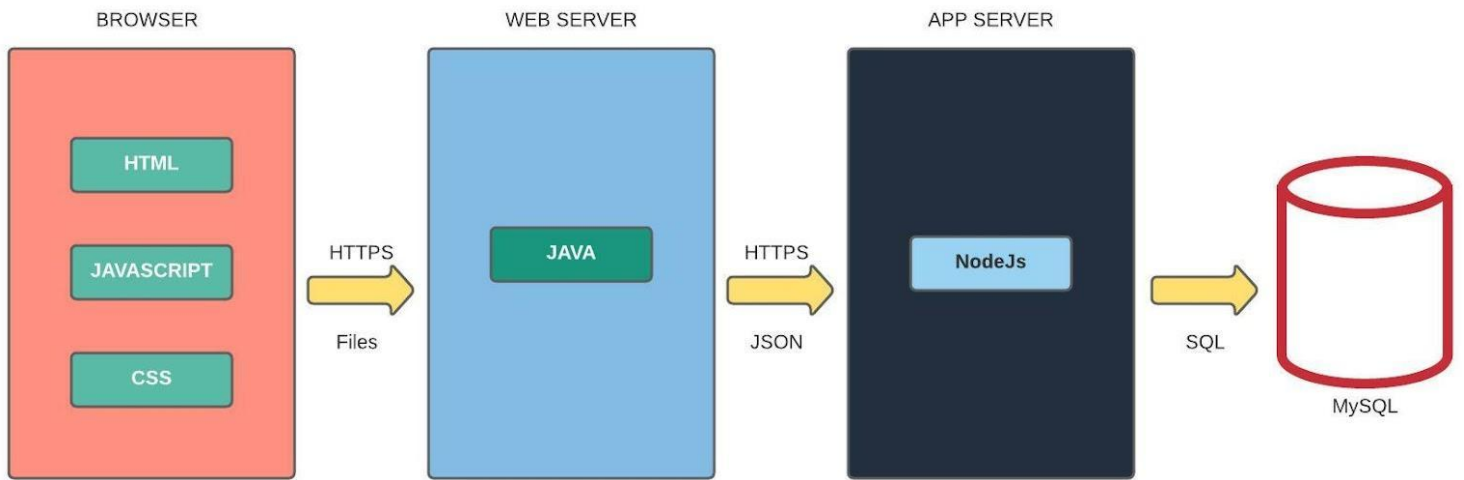 BROWSER
HTML
JAVASCRIPT
CSS
HTTPS
Files
WEB SERVER
JAVA
HTTPS
JSON
APP SERVER
NodeJs
SQL
MySQL